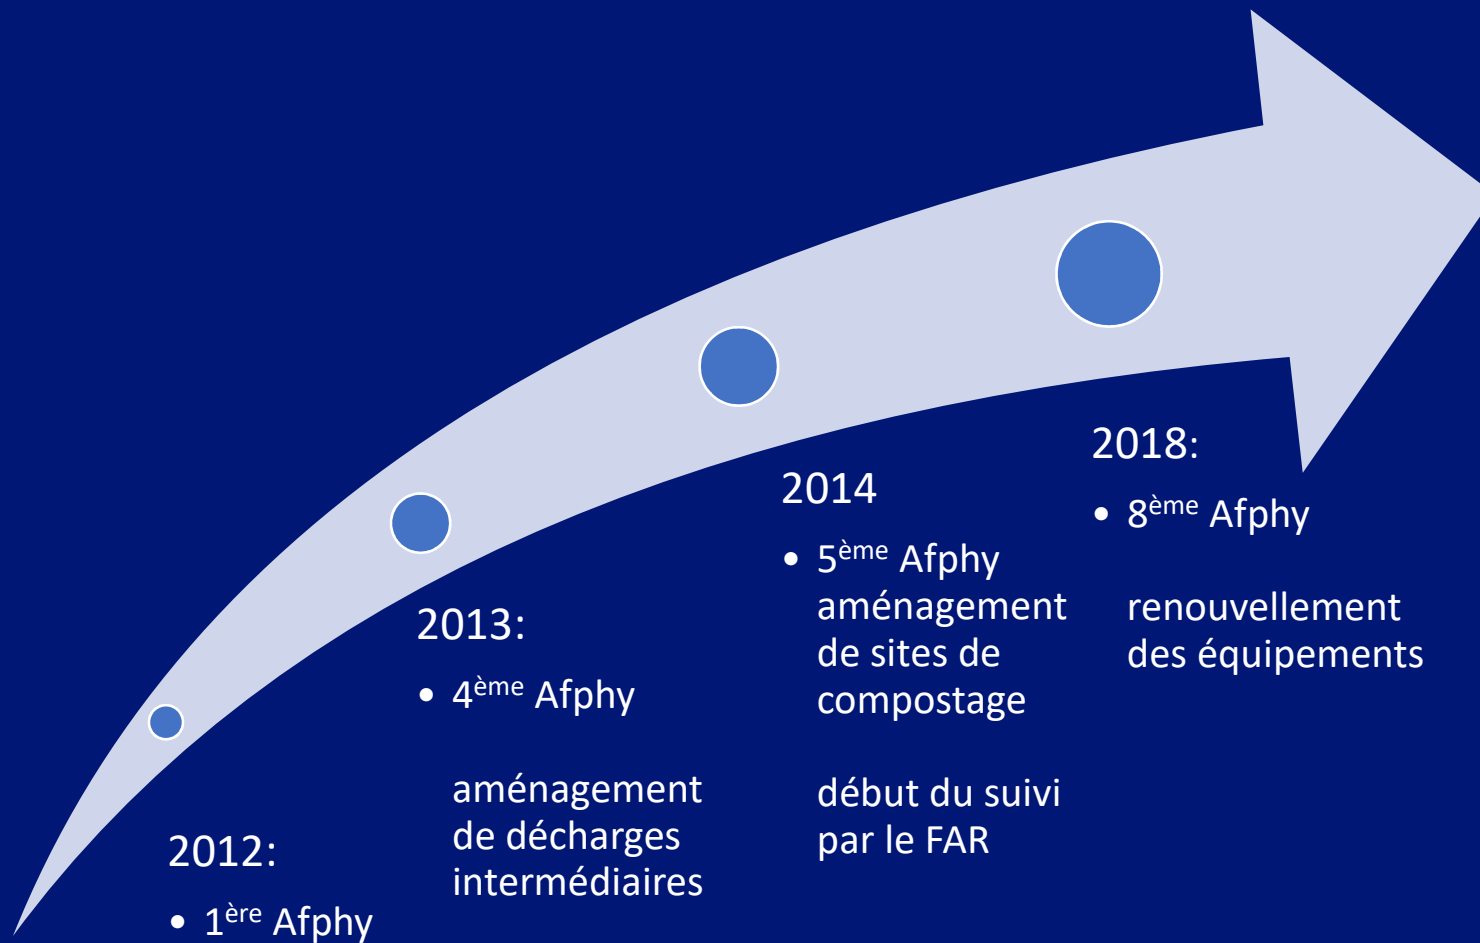 2012:
• 1ère Afphy
2013:
• 4ème Afphy
aménagement
de décharges
intermédiaires
2014
• 5ème Afphy
aménagement
de sites de
compostage
début du suivi
par le FAR
2018:
• 8ème Afphy
renouvellement
des équipements